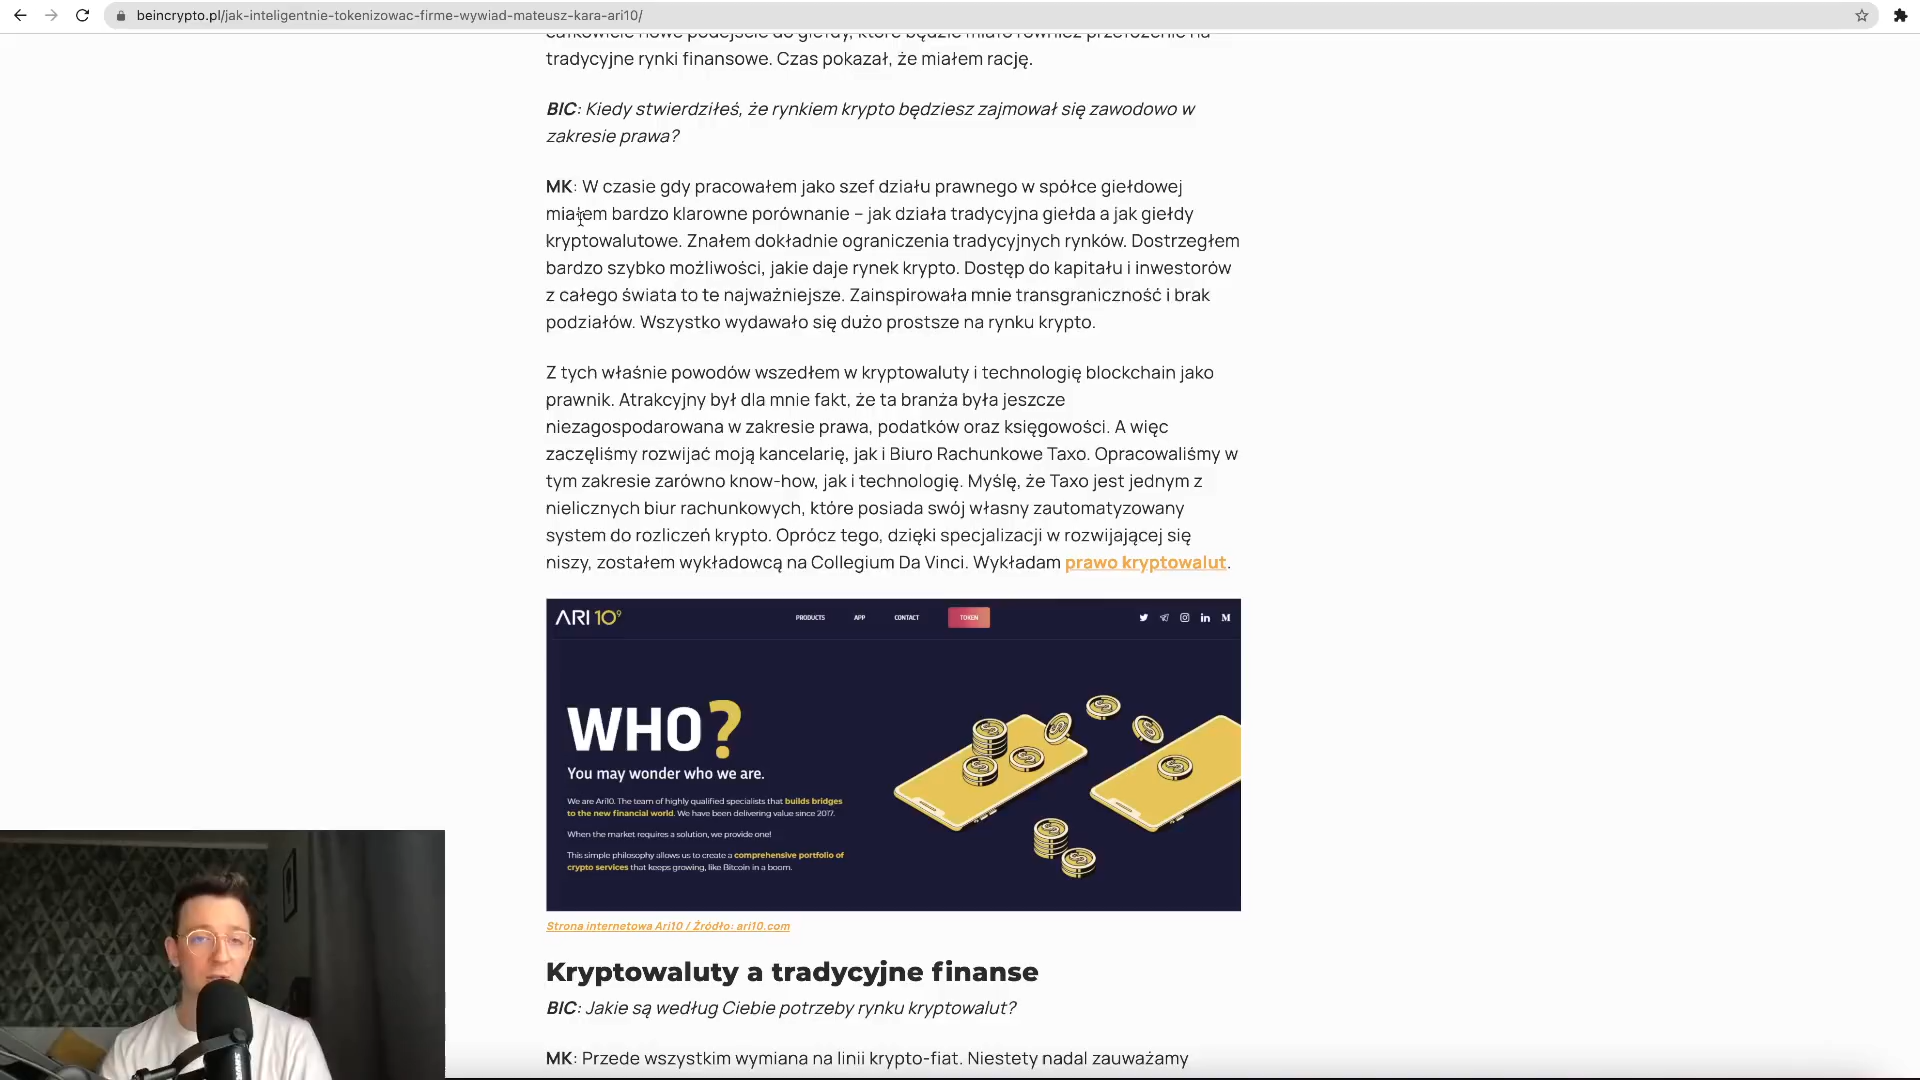 beincrypto.pl/jak-inteligentnie-tokenizowac-firme-wywiad-mateusz-kara-ari10/
całkowicie nowe podejście do giełdy, które będzie miało również przełożenie na
tradycyjne rynki finansowe. Czas pokazał, że miałem rację.
BIC: Kiedy stwierdziłeś, że rynkiem krypto będziesz zajmował się zawodowo w
zakresie prawa?
MK: W czasie gdy pracowałem jako szef działu prawnego w spółce giełdowej
miałem bardzo klarowne porównanie – jak działa tradycyjna giełda a jak giełdy
kryptowalutowe. Znałem dokładnie ograniczenia tradycyjnych rynków. Dostrzegłem
bardzo szybko możliwości, jakie daje rynek krypto. Dostęp do kapitału i inwestorów
z całego świata to te najważniejsze. Zainspirowała mnie transgraniczność i brak
podziałów. Wszystko wydawało się dużo prostsze na rynku krypto.
Z tych właśnie powodów wszedłem w kryptowaluty i technologię blockchain jako
prawnik. Atrakcyjny był dla mnie fakt, że ta branża była jeszcze
niezagospodarowana w zakresie prawa, podatków oraz księgowości. A więc
zaczęliśmy rozwijać moją kancelarię, jak i Biuro Rachunkowe Taxo. Opracowaliśmy w
tym zakresie zarówno know-how, jak i technologię. Myślę, że Taxo jest jednym z
nielicznych biur rachunkowych, które posiada swój własny zautomatyzowany
system do rozliczeń krypto. Oprócz tego, dzięki specjalizacji w rozwijającej się
niszy, zostałem wykładowcą na Collegium Da Vinci. Wykładam prawo kryptowalut.
ARI 10⁹ PRODUCTS APP CONTACT TOKEN
WHO?
You may wonder who we are.
We are Ari10. The team of highly qualified specialists that builds bridges
to the new financial world. We have been delivering value since 2017.
When the market requires a solution, we provide one!
This simple philosophy allows us to create a comprehensive portfolio of
crypto services that keeps growing, like Bitcoin in a boom.
Strona internetowa Ari10 / Źródło: ari10.com
Kryptowaluty a tradycyjne finanse
BIC: Jakie są według Ciebie potrzeby rynku kryptowalut?
MK: Przede wszystkim wymiana na linii krypto-fiat. Niestety nadal zauważamy